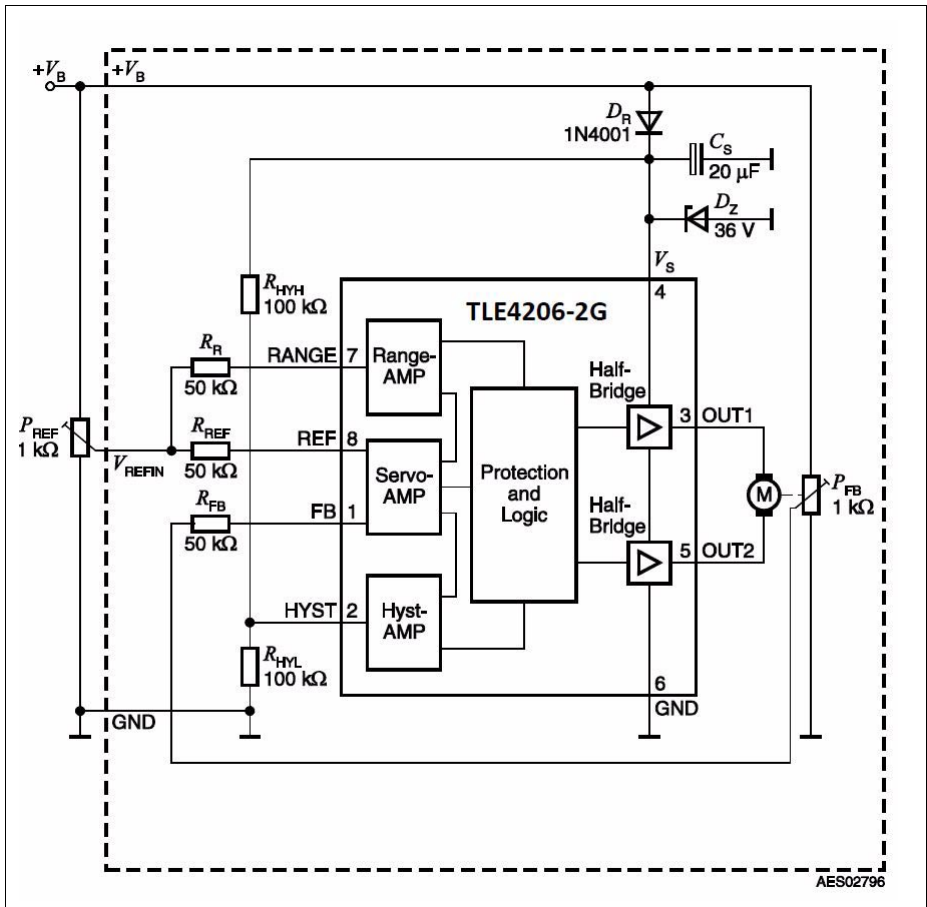 +VB
+VB
DR
1N4001
CS
20 µF
DZ
36 V
VS
4
RHYH
100 kΩ
TLE4206-2G
RR
50 kΩ
RANGE 7
Range-
AMP
Half-
Bridge
3 OUT1
PREF
1 kΩ
VREFIN
RREF
50 kΩ
REF 8
Servo-
AMP
Protection
and
Logic
M
PFB
1 kΩ
RFB
50 kΩ
FB 1
Half-
Bridge
5 OUT2
HYST 2
Hyst-
AMP
RHYL
100 kΩ
6
GND
GND
AES02796